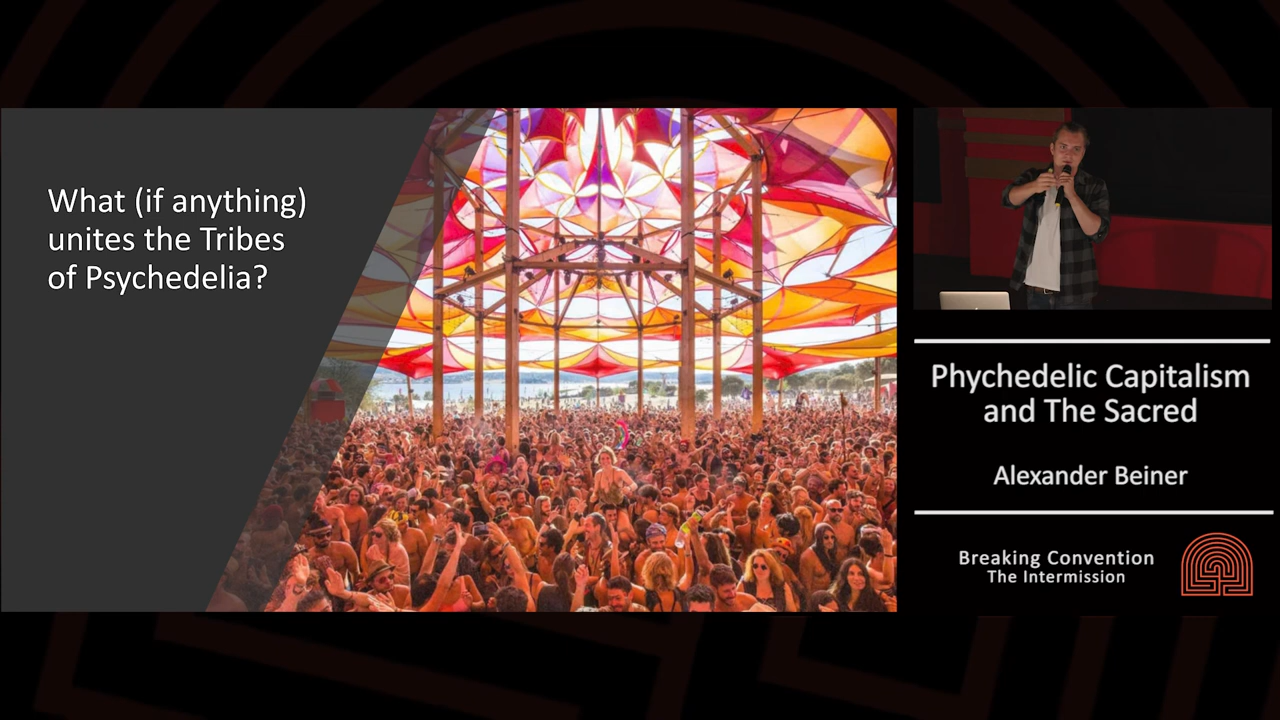 What (if anything)
unites the Tribes
of Psychedelia?
Phychedelic Capitalism
and The Sacred
Alexander Beiner
Breaking Convention
The Intermission